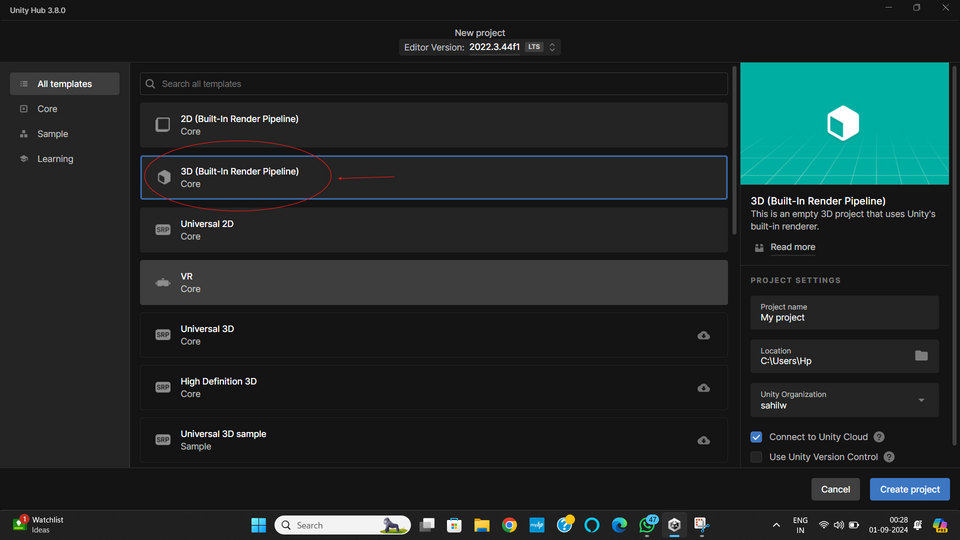 Unity Hub 3.8.0
New project
Editor Version: 2022.3.44f1 LTS
All templates
Core
Sample
Learning
Search all templates
2D (Built-In Render Pipeline)
Core
3D (Built-In Render Pipeline)
Core
SRP
Universal 2D
Core
VR
Core
SRP
Universal 3D
Core
SRP
High Definition 3D
Core
SRP
Universal 3D sample
Sample
3D (Built-In Render Pipeline)
This is an empty 3D project that uses Unity's
built-in renderer.
Read more
PROJECT SETTINGS
Project name
My project
Location
C:\Users\Hp
Unity Organization
sahilw
Connect to Unity Cloud ?
Use Unity Version Control ?
Cancel
Create project
1
Watchlist
Ideas
Search
47
ENG
IN
00:28
01-09-2024